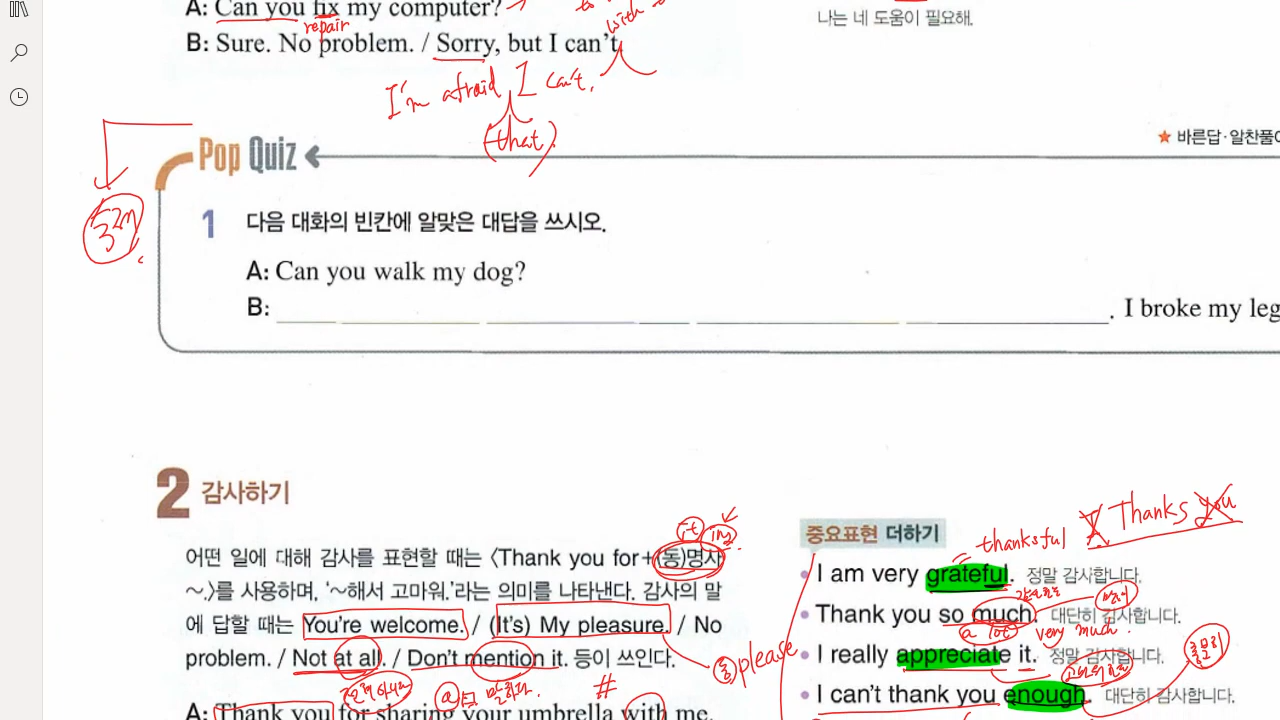 A: Can you fix my computer?
repair
with
나는 네 도움이 필요해.
B: Sure. No problem. / Sorry, but I can't.
I'm afraid I can't.
(that)
Pop Quiz
★ 바른답·알찬풀이
1 다음 대화의 빈칸에 알맞은 대답을 쓰시오.
A: Can you walk my dog?
B: . I broke my leg
2 감사하기
Thanks you
중요표현 더하기
it ing
thanksful
어떤 일에 대해 감사를 표현할 때는 〈Thank you for+(동)명사
• I am very grateful. 정말 감사합니다.
～.〉를 사용하며, '～해서 고마워.'라는 의미를 나타낸다. 감사의 말
• Thank you so much. 대단히 감사합니다.
a lot very much.
에 답할 때는 You're welcome. / (It's) My pleasure. / No
• I really appreciate it. 정말 감사합니다.
please
problem. / Not at all. / Don't mention it. 등이 쓰인다.
• I can't thank you enough. 대단히 감사합니다.
말하다.
#
A: Thank you for sharing your umbrella with me.